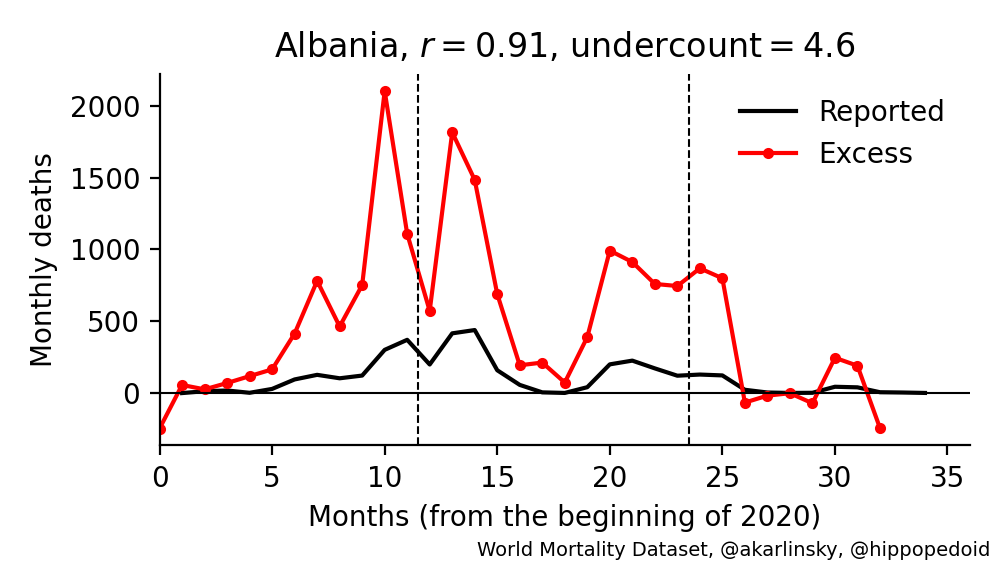 Albania, r = 0.91, undercount = 4.6
Reported
Excess
Monthly deaths
2000
1500
1000
500
0
0 5 10 15 20 25 30 35
Months (from the beginning of 2020)
World Mortality Dataset, @akarlinsky, @hippopedoid